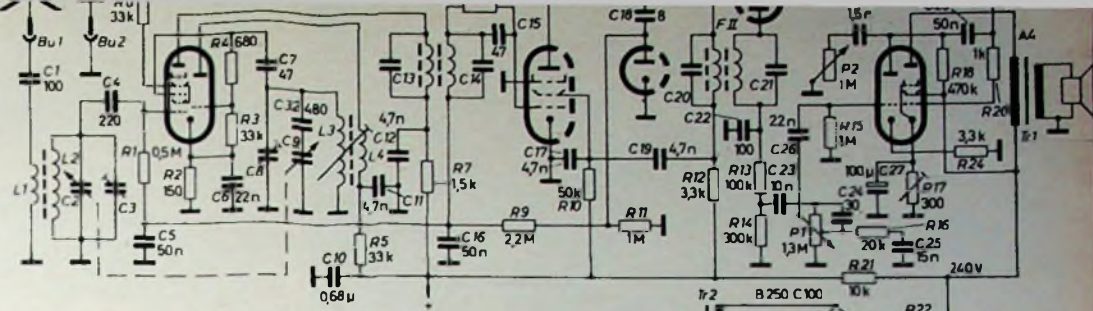 33k
Bu1
Bu2
C1
100
C4
220
L1
L2
C2
C3
R1
0,5M
C5
50n
R4
680
R3
33k
R2
150
C6
22n
C7
47
C8
C32
480
C9
L3
L4
4,7n
C12
4,7n
C11
R5
33k
C10
0,68µ
C13
C14
C15
47
R7
1,5k
C16
50n
R9
2,2M
C17
4,7n
50k
R10
R11
1M
C18
8
C19
4,7n
F II
C20
C21
C22
100
R12
3,3k
R13
100k
C23
10n
R14
300k
22n
C26
P1
1,3M
1,5n
P2
1M
R15
1M
100µ
C27
C24
30
20k
R16
C25
15n
R17
300
R18
470k
50n
1k
R20
3,3k
R24
A4
Tr1
R21
10k
240V
Tr2
B250 C100
R22